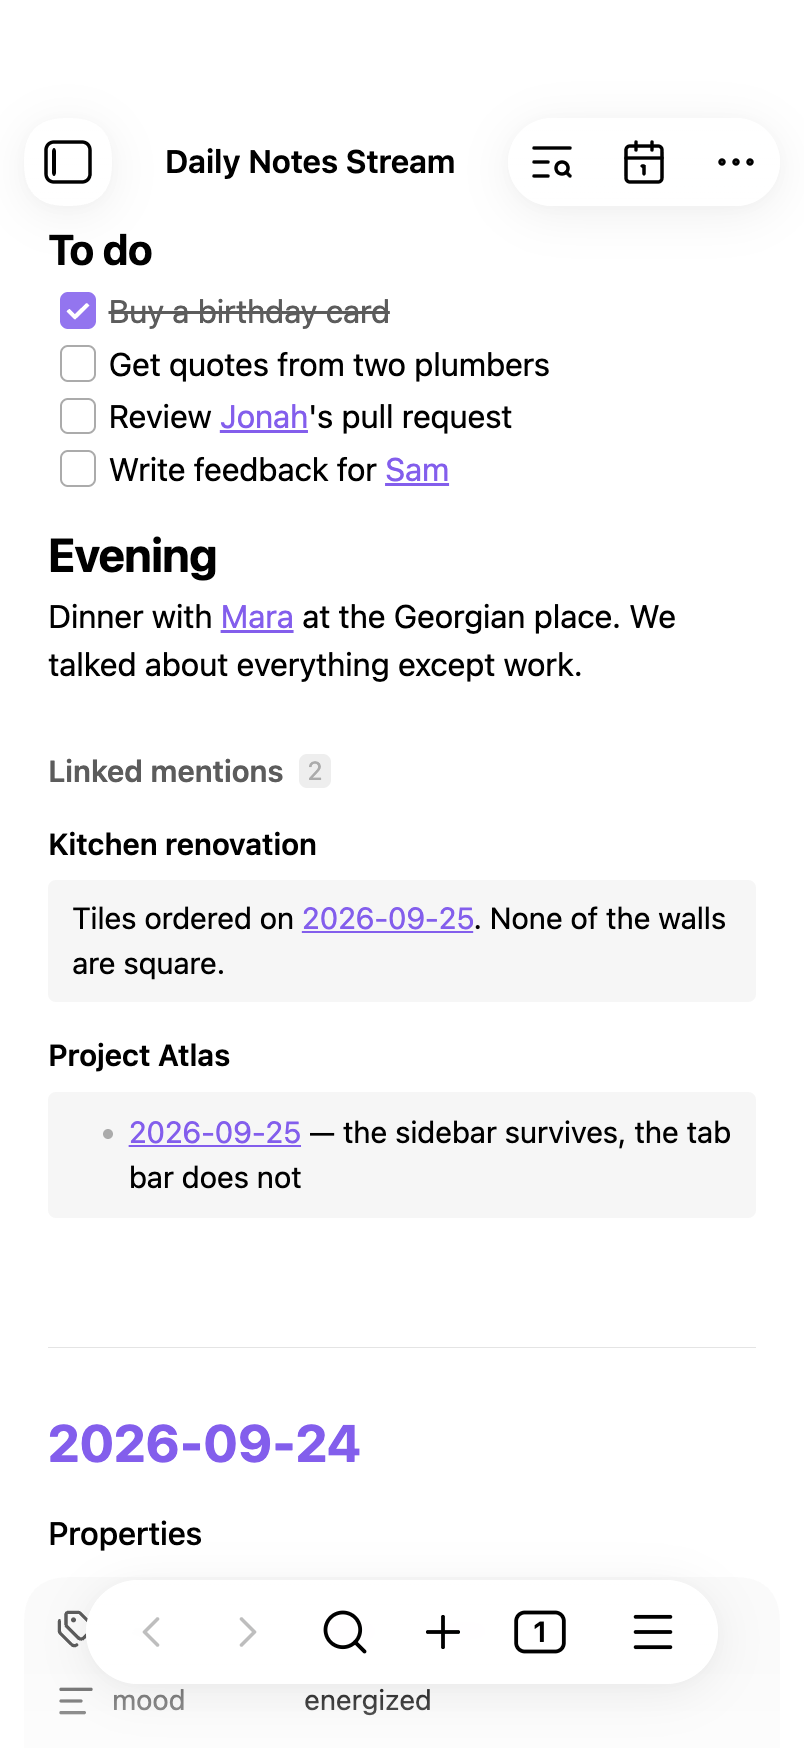 Daily Notes Stream
1
To do
Buy a birthday card
Get quotes from two plumbers
Review Jonah's pull request
Write feedback for Sam
Evening
Dinner with Mara at the Georgian place. We
talked about everything except work.
Linked mentions 2
Kitchen renovation
Tiles ordered on 2026-09-25. None of the walls
are square.
Project Atlas
2026-09-25 — the sidebar survives, the tab
bar does not
2026-09-24
Properties
1
mood energized